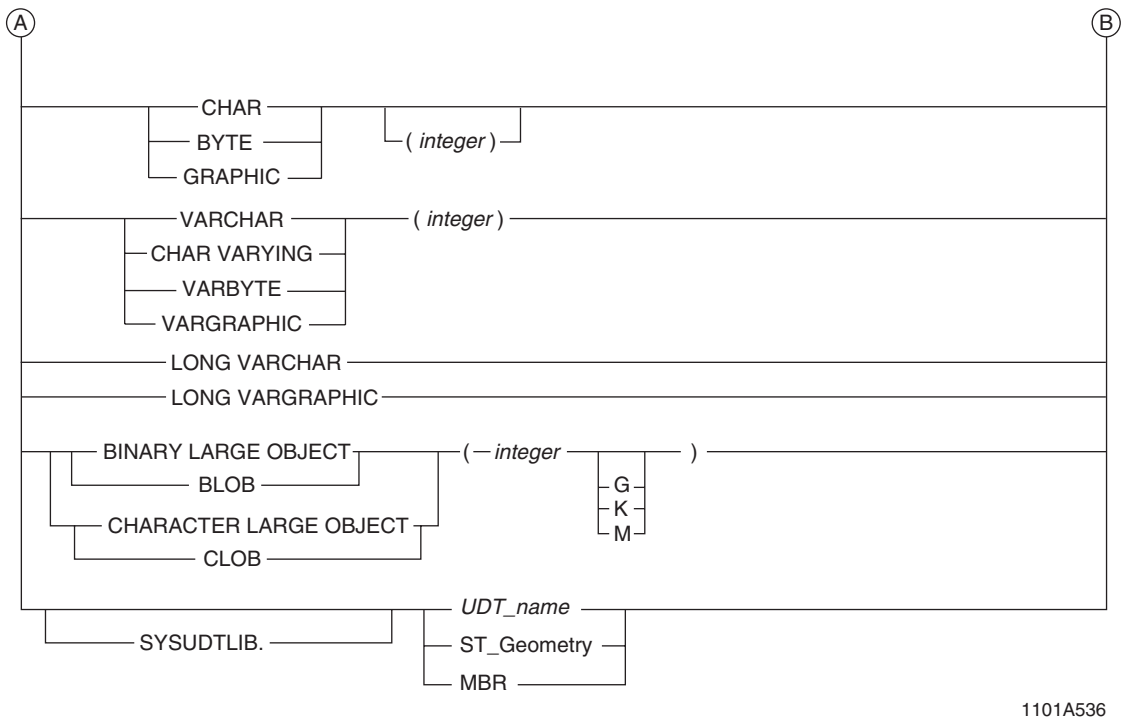 A B
CHAR
BYTE ( integer )
GRAPHIC
VARCHAR ( integer )
CHAR VARYING
VARBYTE
VARGRAPHIC
LONG VARCHAR
LONG VARGRAPHIC
BINARY LARGE OBJECT ( integer )
BLOB G
K
CHARACTER LARGE OBJECT M
CLOB
UDT_name
SYSUDTLIB. ST_Geometry
MBR
1101A536